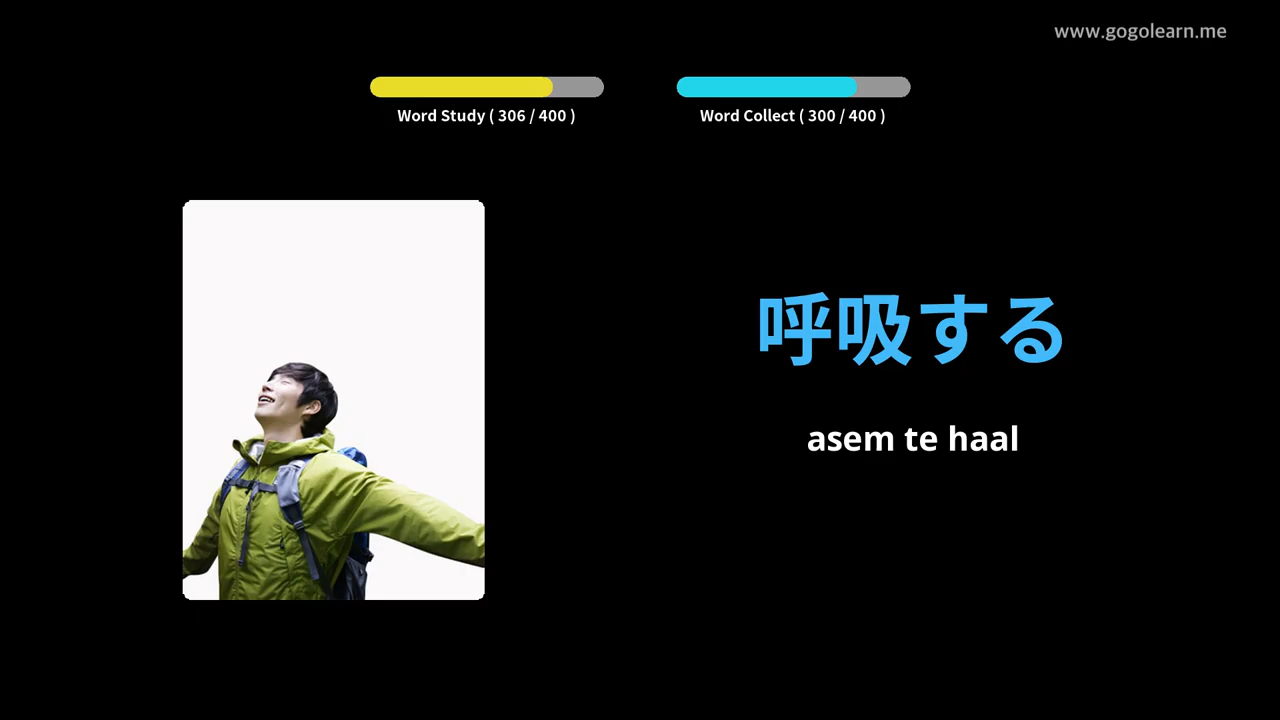 www.gogolearn.me
Word Study ( 306 / 400 )
Word Collect ( 300 / 400 )
呼吸する
asem te haal